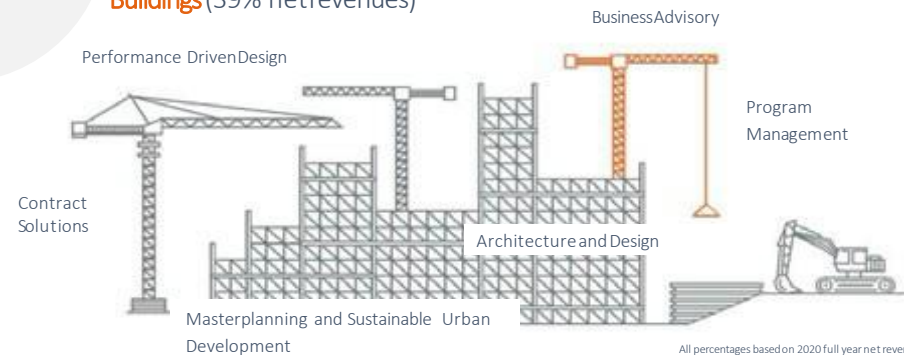 Buildings (39% net revenues)
Business Advisory
Performance Driven Design
Program
Management
Contract
Solutions
Architecture and Design
Masterplanning and Sustainable Urban
Development
All percentages based on 2020 full year net